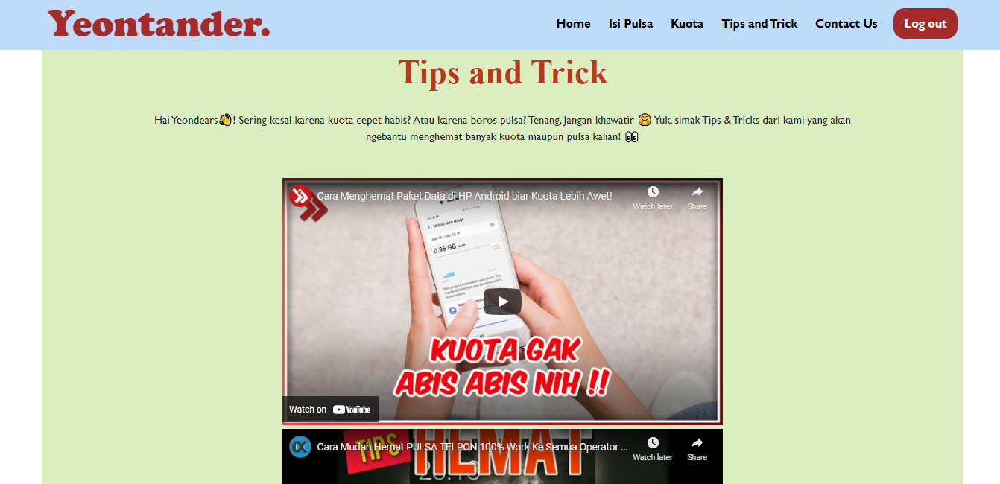 Yeontander.
Home Isi Pulsa Kuota Tips and Trick Contact Us Log out
Tips and Trick
Hai Yeondears👏! Sering kesal karena kuota cepet habis? Atau karena boros pulsa? Tenang, Jangan khawatir 🤗 Yuk, simak Tips & Tricks dari kami yang akan
ngebantu menghemat banyak kuota maupun pulsa kalian! 👀
Cara Menghemat Paket Data di HP Android biar Kuota Lebih Awet!
Watch later Share
Mobile data usage
0.96 GB used
KUOTA GAK
ABIS ABIS NIH !!
Watch on YouTube
Cara Mudah Hemat PULSA TELPON 100% Work Ke Semua Operator ...
Watch later Share
TIPS HEMAT